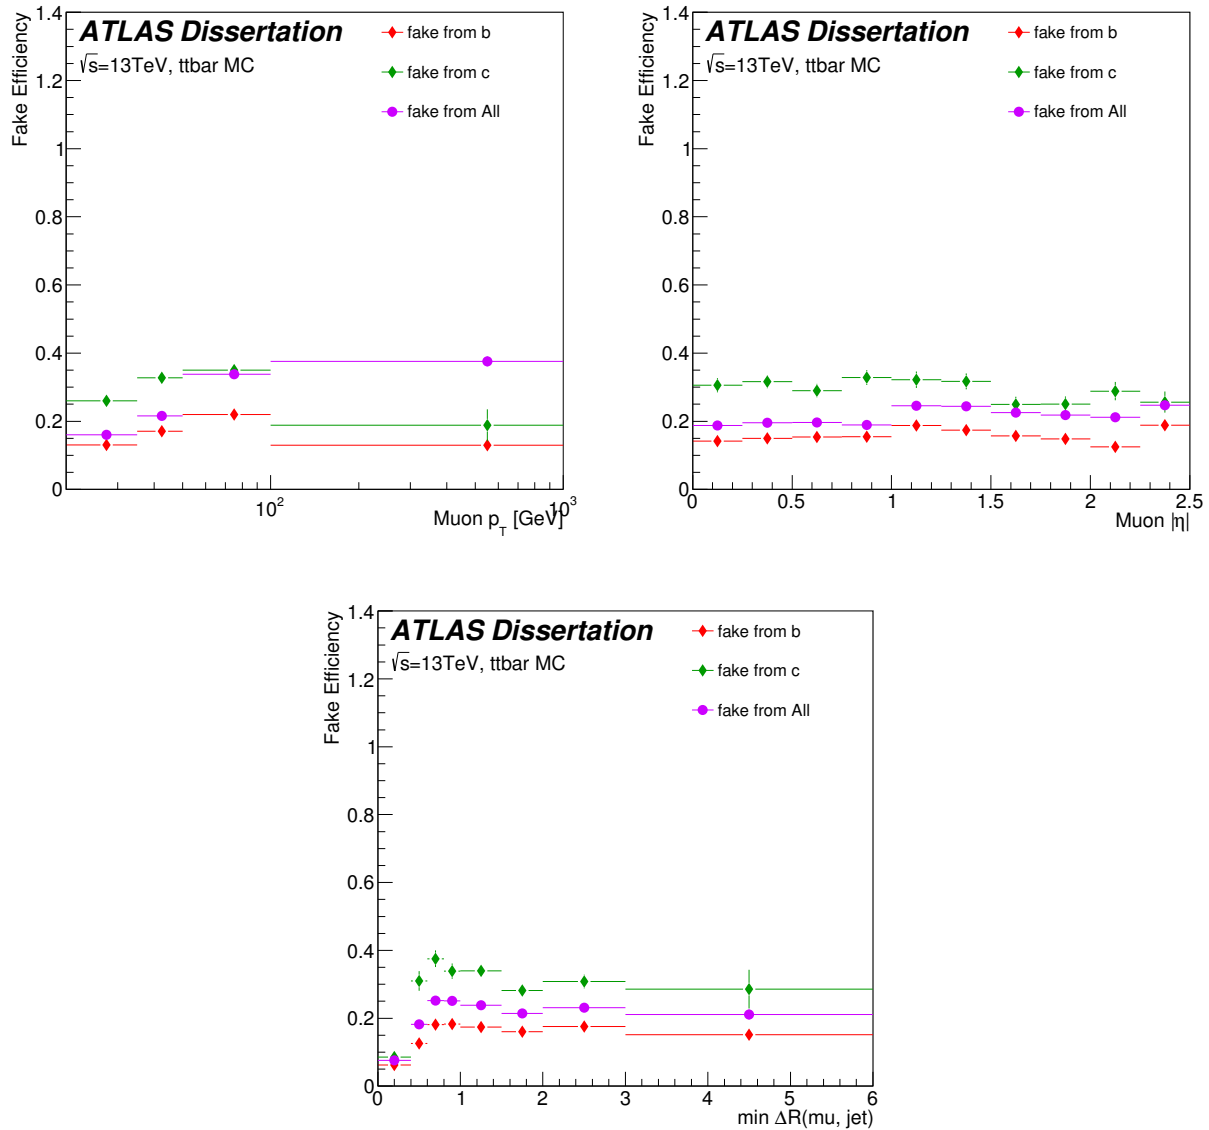 Fake Efficiency
ATLAS Dissertation
√s=13TeV, ttbar MC
fake from b
fake from c
fake from All
1.4
1.2
1
0.8
0.6
0.4
0.2
0
10²
10³
Muon p_T [GeV]
Fake Efficiency
ATLAS Dissertation
√s=13TeV, ttbar MC
fake from b
fake from c
fake from All
1.4
1.2
1
0.8
0.6
0.4
0.2
0
0 0.5 1 1.5 2 2.5
Muon |η|
Fake Efficiency
ATLAS Dissertation
√s=13TeV, ttbar MC
fake from b
fake from c
fake from All
1.4
1.2
1
0.8
0.6
0.4
0.2
0
0 1 2 3 4 5 6
min ΔR(mu, jet)